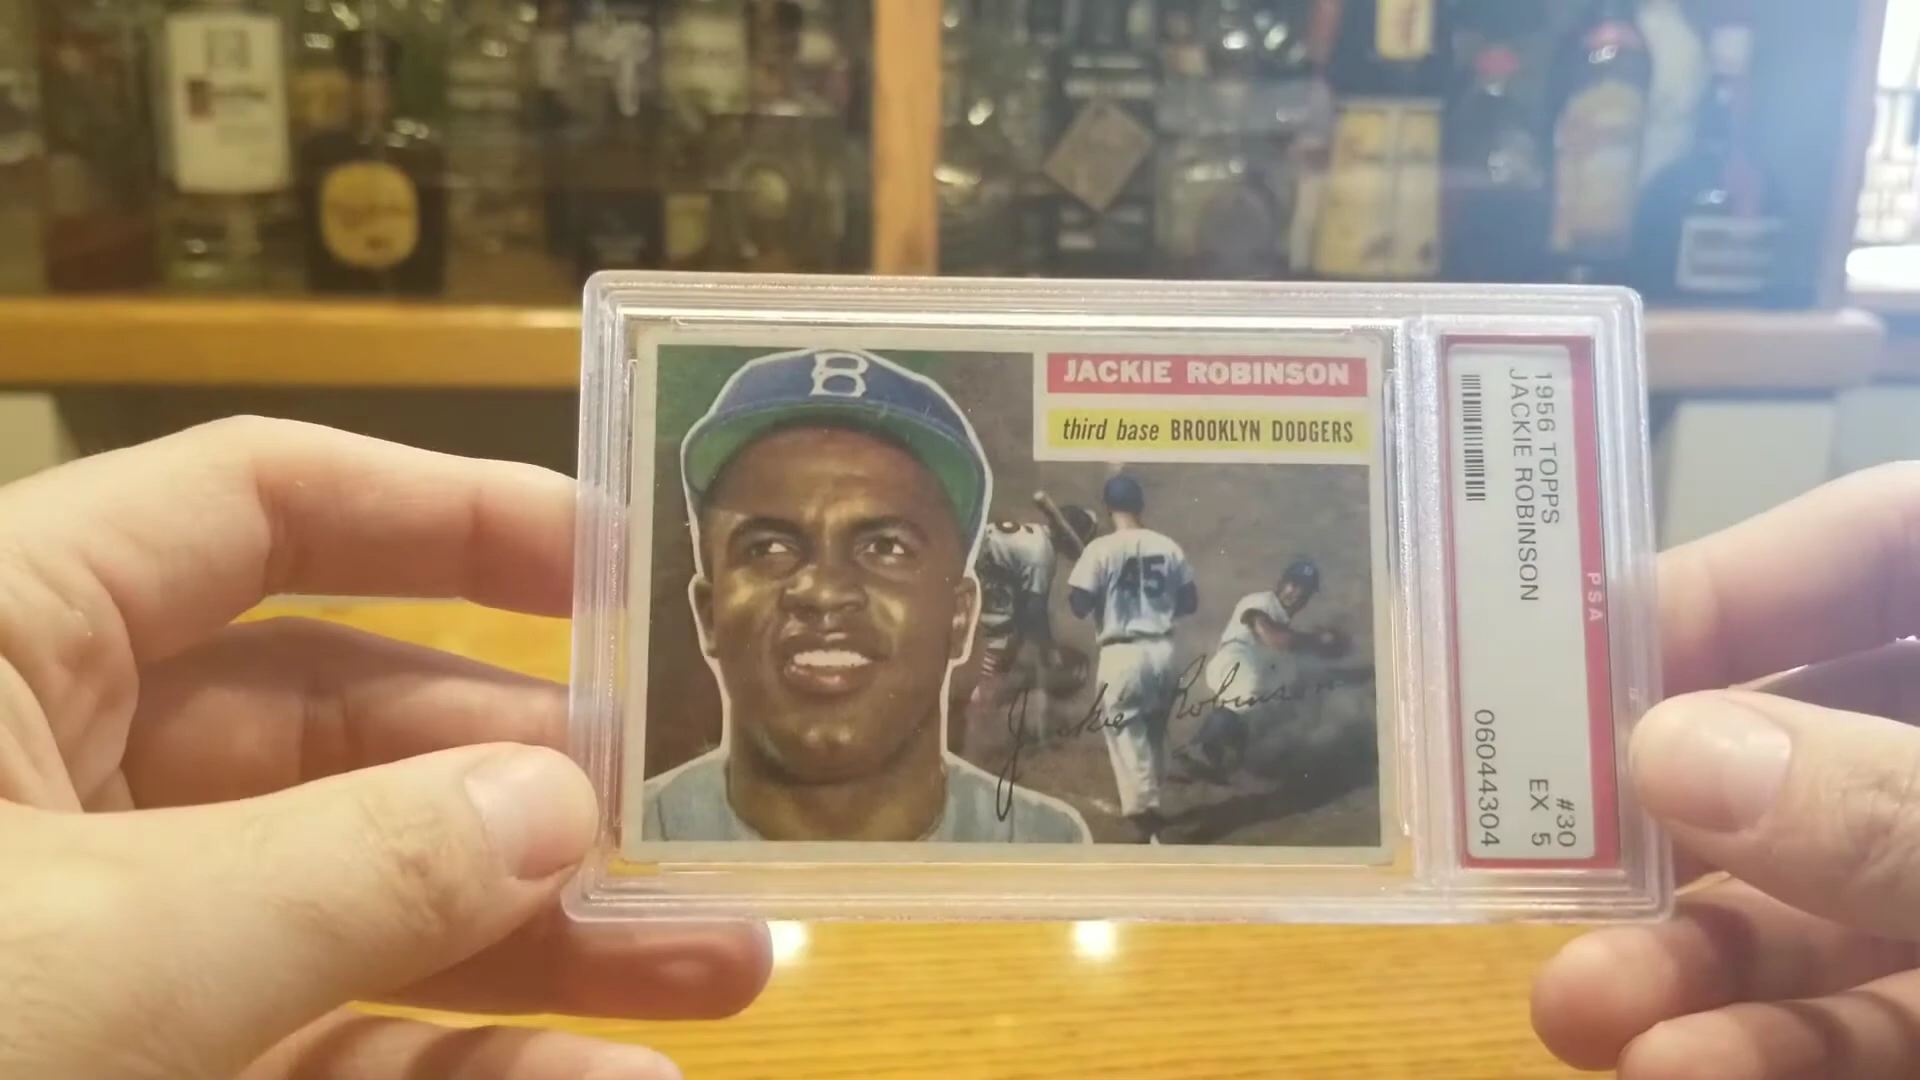 B
JACKIE ROBINSON
third base BROOKLYN DODGERS
45
Jackie Robinson
PSA
1956 TOPPS #30
JACKIE ROBINSON EX 5
06044304